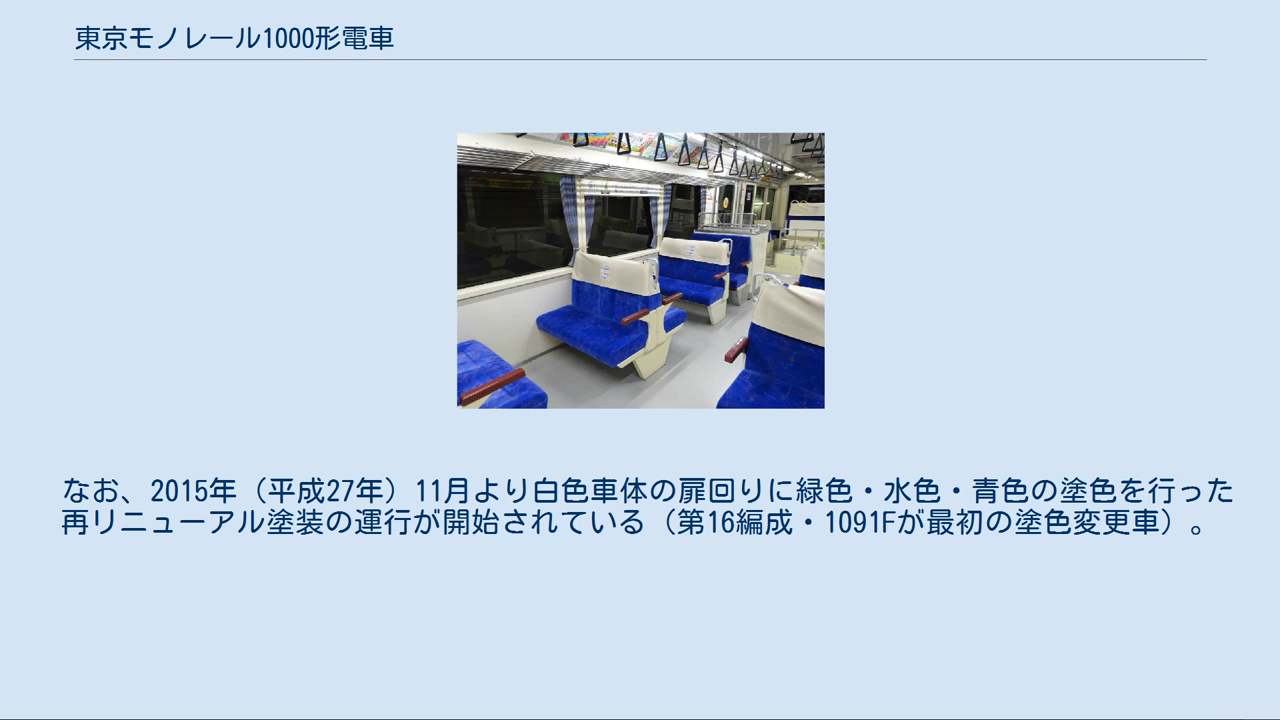 東京モノレール1000形電車
なお、2015年（平成27年）11月より白色車体の扉回りに緑色・水色・青色の塗色を行った
再リニューアル塗装の運行が開始されている（第16編成・1091Fが最初の塗色変更車）。